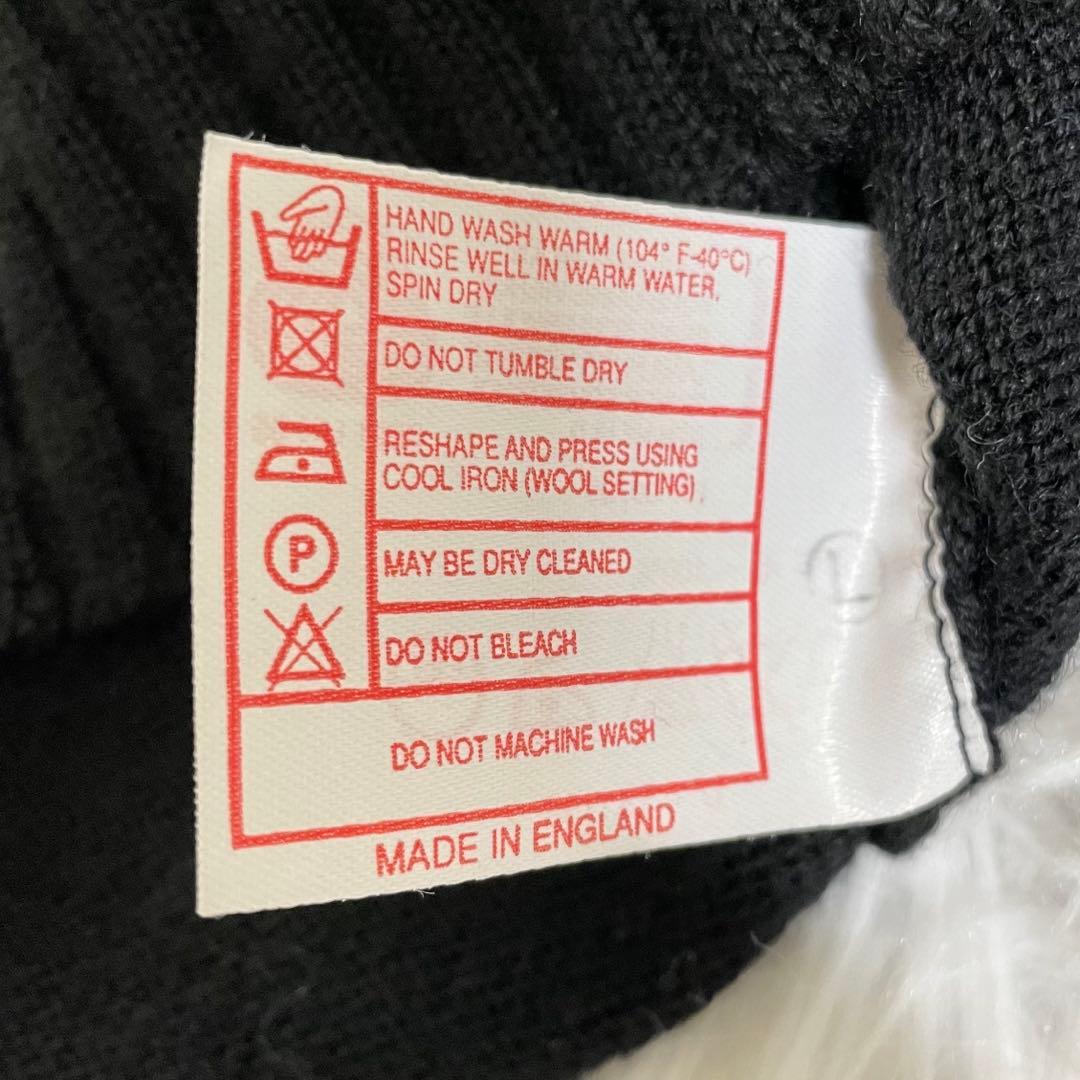 HAND WASH WARM (104° F-40°C)
RINSE WELL IN WARM WATER,
SPIN DRY
DO NOT TUMBLE DRY
RESHAPE AND PRESS USING
COOL IRON (WOOL SETTING).
P
MAY BE DRY CLEANED
DO NOT BLEACH
DO NOT MACHINE WASH
MADE IN ENGLAND